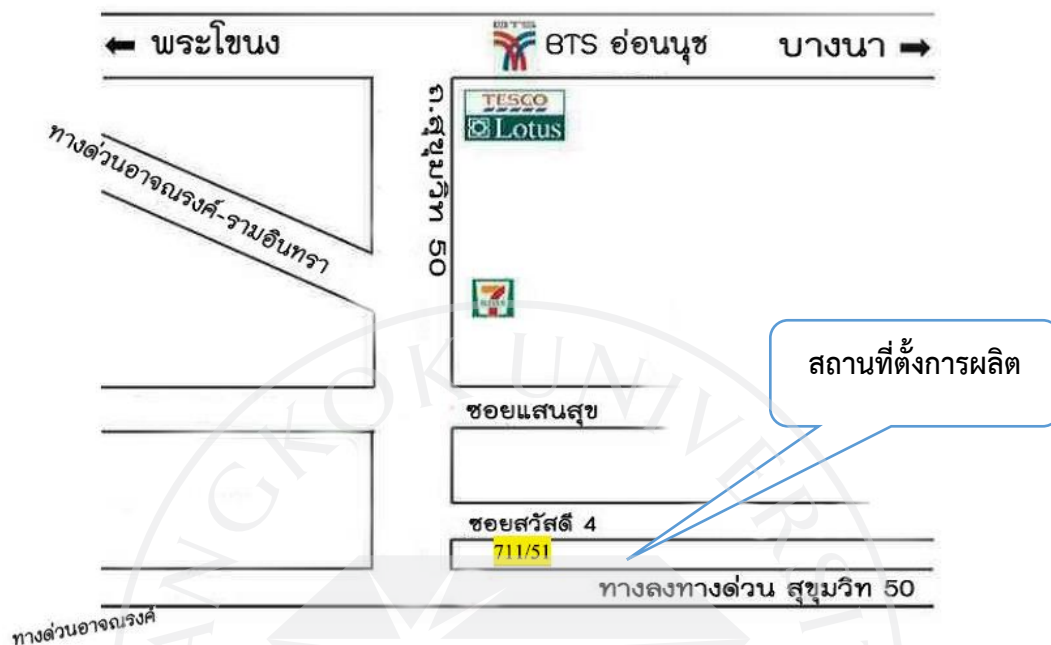 ← พระโขนง
BTS
BTS อ่อนนุช
บางนา →
ถ.สุขุมวิท 50
TESCO
Lotus
ทางด่วนอาจณรงค์-รามอินทรา
7
ELEVEN
สถานที่ตั้งการผลิต
ซอยแสนสุข
ซอยสวัสดี 4
711/51
ทางลงทางด่วน สุขุมวิท 50
ทางด่วนอาจณรงค์
ANGKOK UNIVERSI